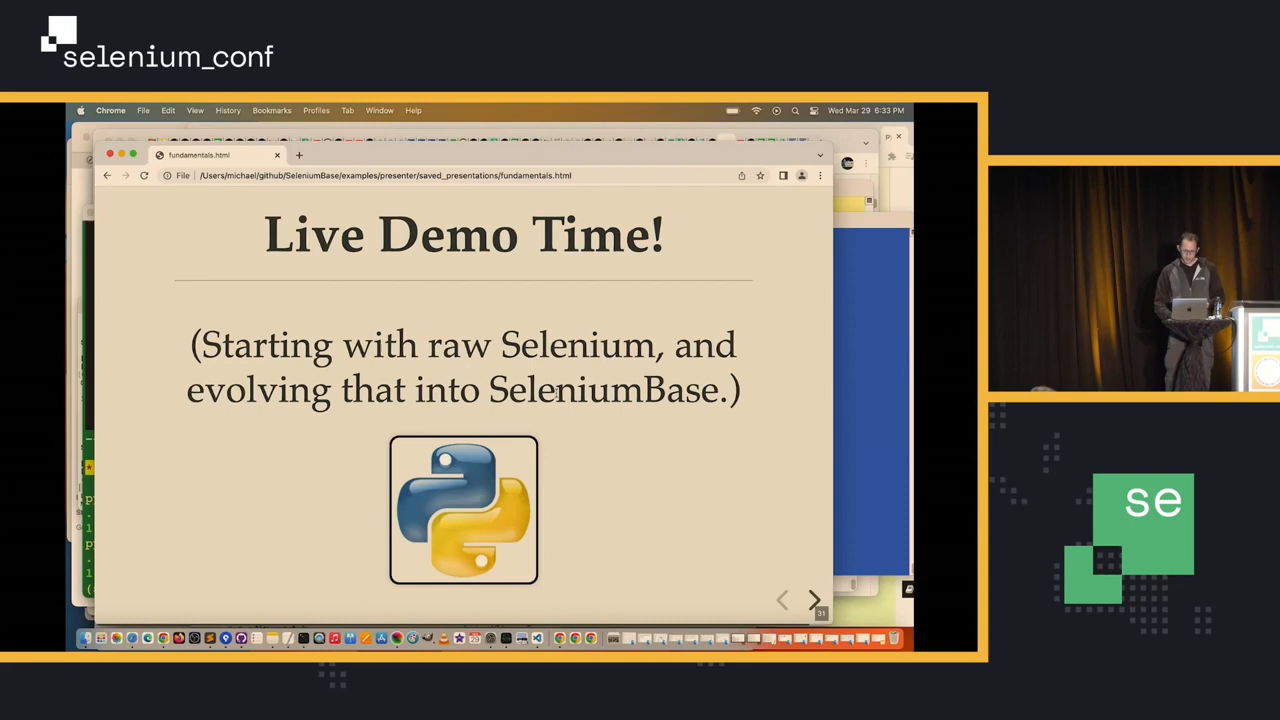 selenium_conf
Chrome File Edit View History Bookmarks Profiles Tab Window Help
Wed Mar 29 6:33 PM
fundamentals.html
File /Users/michael/github/SeleniumBase/examples/presenter/saved_presentations/fundamentals.html
Live Demo Time!
(Starting with raw Selenium, and
evolving that into SeleniumBase.)
31
se